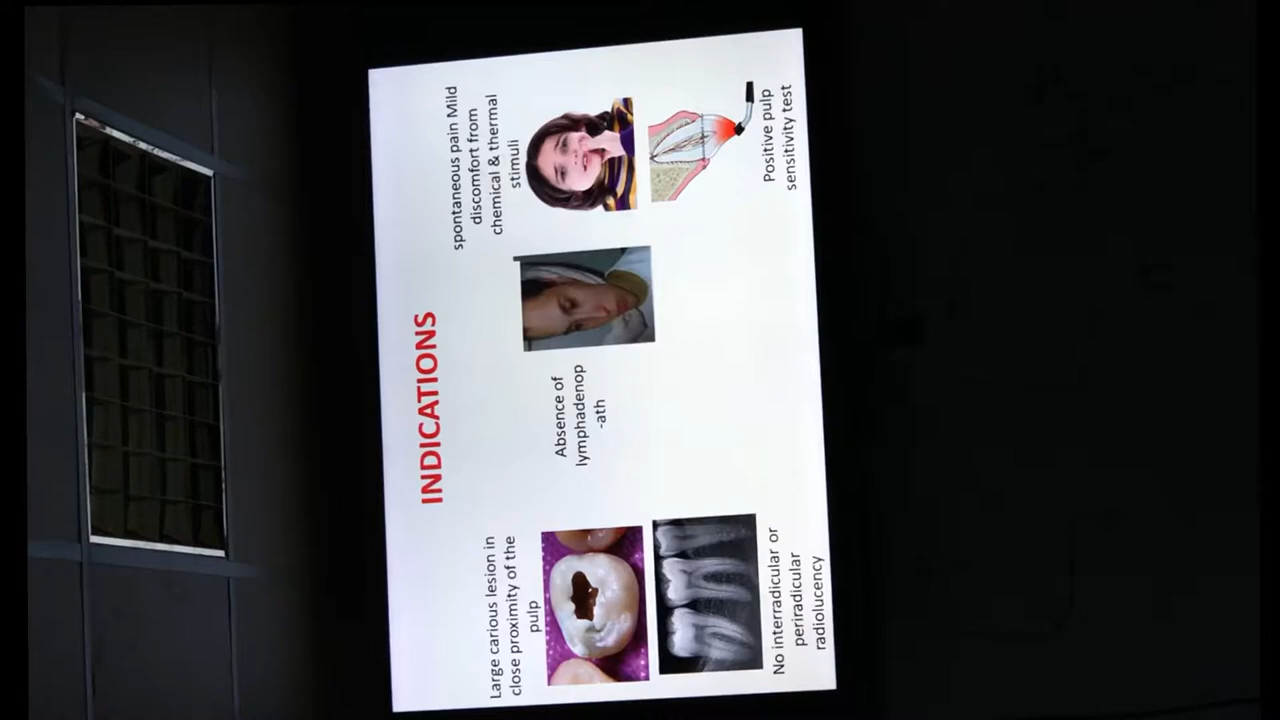 INDICATIONS
Large carious lesion in
close proximity of the
pulp
Absence of
lymphadenop
-ath
spontaneous pain Mild
discomfort from
chemical & thermal
stimuli
No interradicular or
periradicular
radiolucency
Positive pulp
sensitivity test